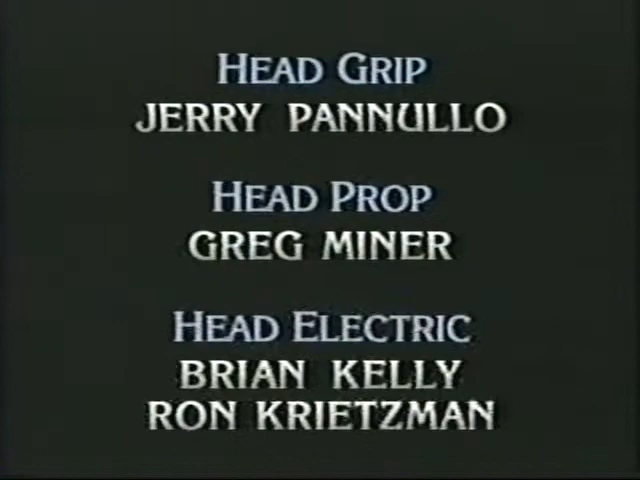 HEAD GRIP
JERRY PANNULLO
HEAD PROP
GREG MINER
HEAD ELECTRIC
BRIAN KELLY
RON KRIETZMAN